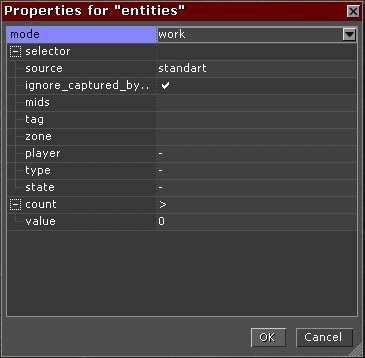 Properties for "entities"
mode work
selector
source standart
ignore_captured_by..
mids
tag
zone
player -
type -
state -
count >
value 0
OK Cancel